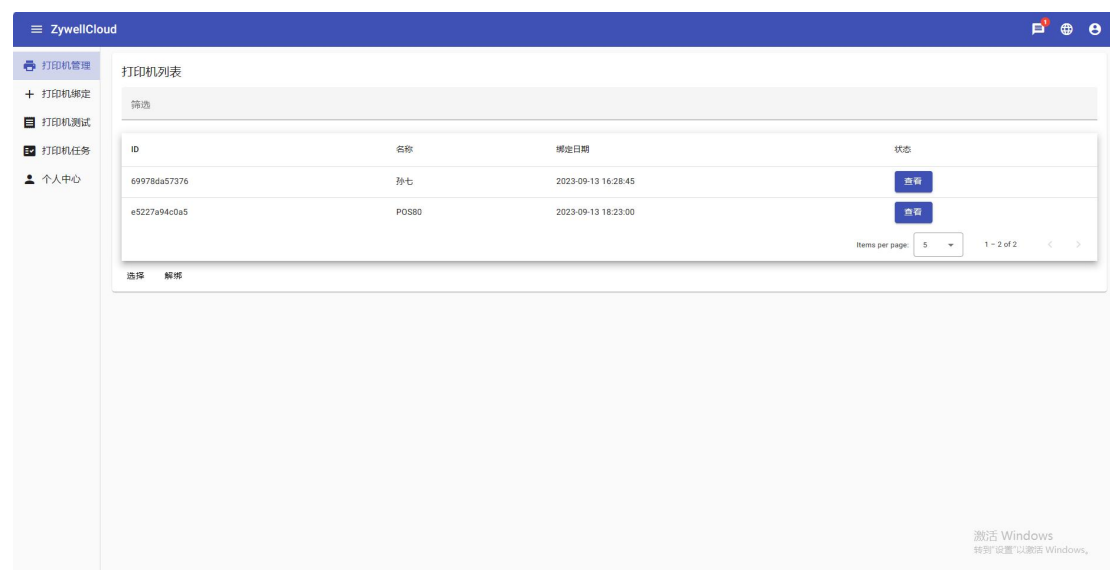 ZywellCloud
1
打印机管理
打印机绑定
打印机测试
打印机任务
个人中心
打印机列表
筛选
ID 名称 绑定日期 状态
69978da57376 孙七 2023-09-13 16:28:45 查看
e5227a94c0a5 POS80 2023-09-13 18:23:00 查看
Items per page: 5 1 – 2 of 2
选择 解绑
激活 Windows
转到"设置"以激活 Windows。